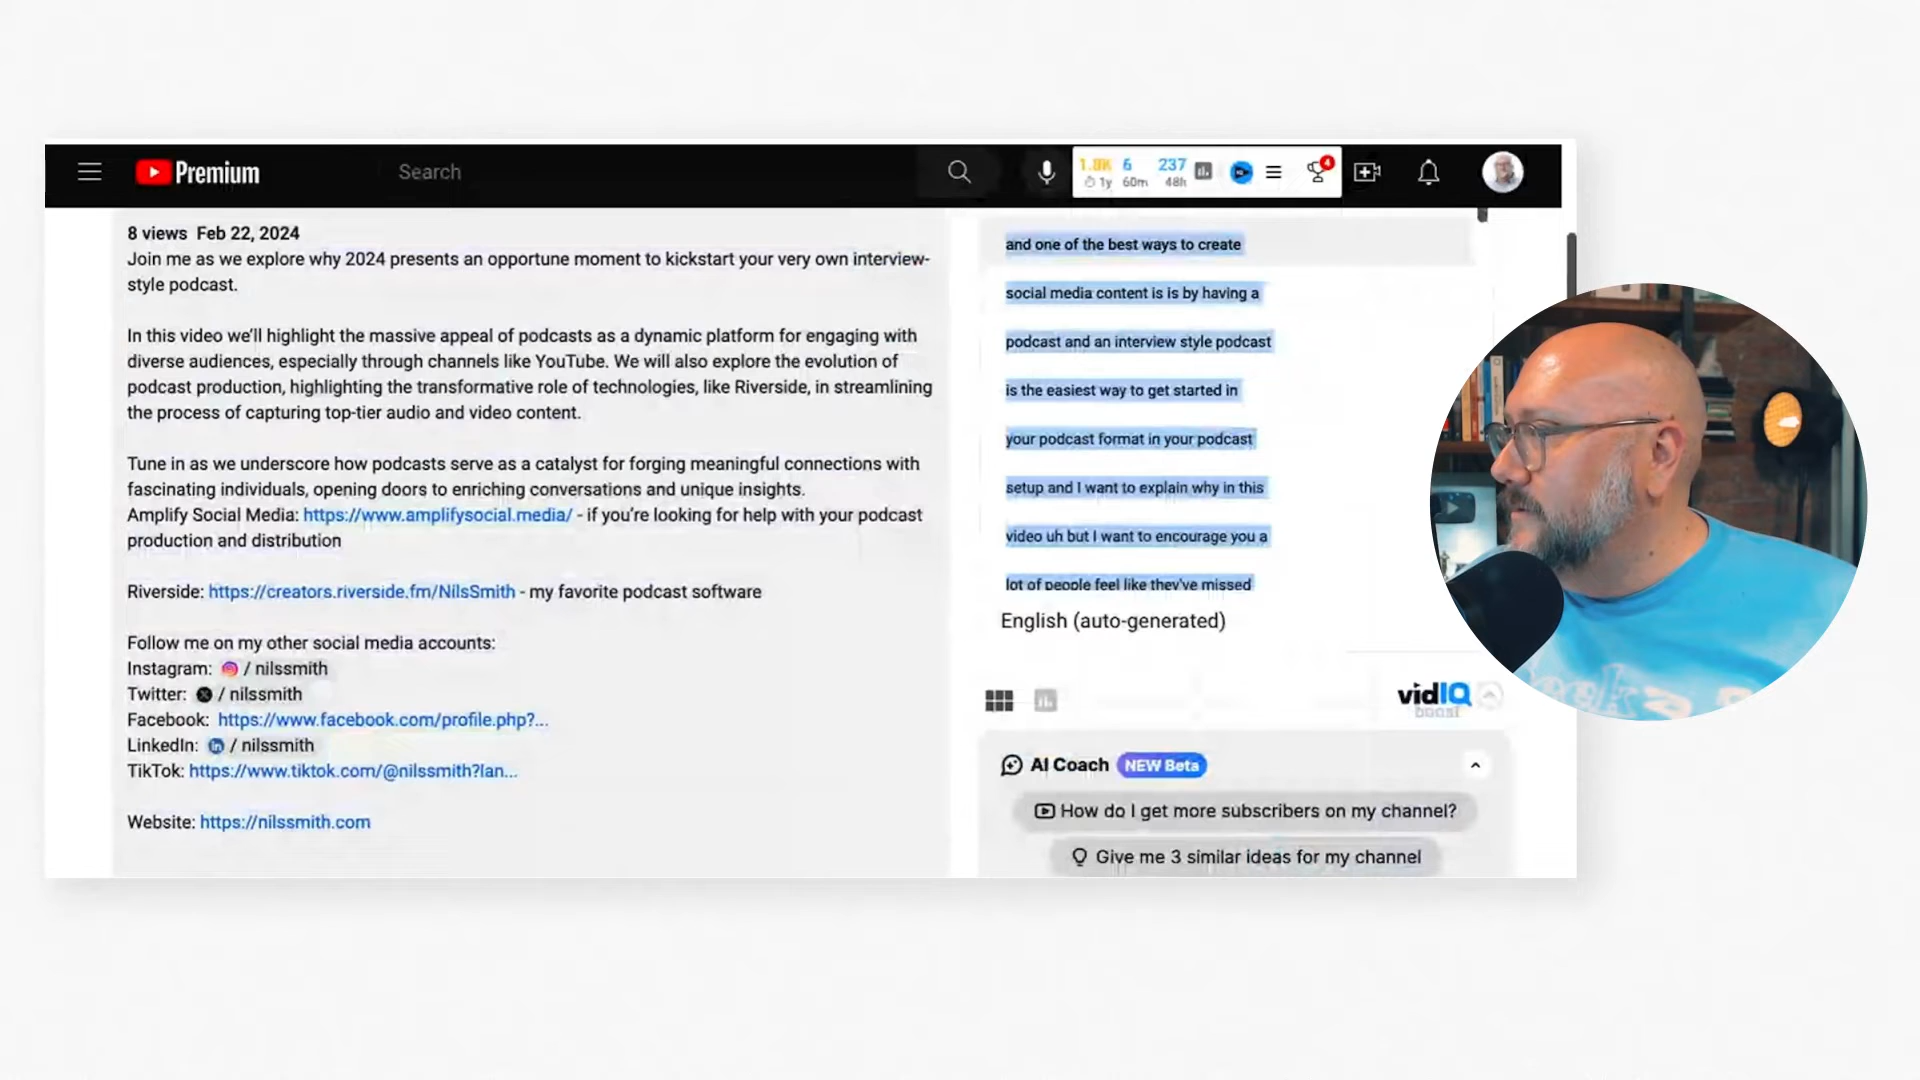 Premium
Search
1.8K 6 237
1y 60m 48h
4
8 views Feb 22, 2024
Join me as we explore why 2024 presents an opportune moment to kickstart your very own interview-
style podcast.
In this video we'll highlight the massive appeal of podcasts as a dynamic platform for engaging with
diverse audiences, especially through channels like YouTube. We will also explore the evolution of
podcast production, highlighting the transformative role of technologies, like Riverside, in streamlining
the process of capturing top-tier audio and video content.
Tune in as we underscore how podcasts serve as a catalyst for forging meaningful connections with
fascinating individuals, opening doors to enriching conversations and unique insights.
Amplify Social Media: https://www.amplifysocial.media/ - if you're looking for help with your podcast
production and distribution
Riverside: https://creators.riverside.fm/NilsSmith - my favorite podcast software
Follow me on my other social media accounts:
Instagram: / nilssmith
Twitter: / nilssmith
Facebook: https://www.facebook.com/profile.php?...
LinkedIn: / nilssmith
TikTok: https://www.tiktok.com/@nilssmith?lan...
Website: https://nilssmith.com
and one of the best ways to create
social media content is is by having a
podcast and an interview style podcast
is the easiest way to get started in
your podcast format in your podcast
setup and I want to explain why in this
video uh but I want to encourage you a
lot of people feel like they've missed
English (auto-generated)
vidIQ
boost
AI Coach NEW Beta
How do I get more subscribers on my channel?
Give me 3 similar ideas for my channel